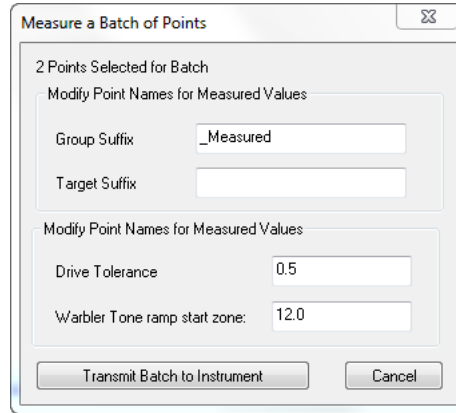 Measure a Batch of Points
2 Points Selected for Batch
Modify Point Names for Measured Values
Group Suffix _Measured
Target Suffix
Modify Point Names for Measured Values
Drive Tolerance 0.5
Warbler Tone ramp start zone: 12.0
Transmit Batch to Instrument Cancel